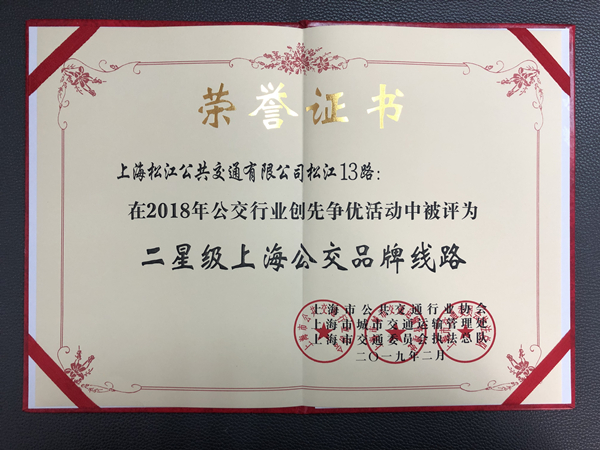 荣誉证书
上海松江公共交通有限公司松江13路:
在2018年公交行业创先争优活动中被评为
二星级上海公交品牌线路
上海市公共交通行业协会
上海市城市交通运输管理处
上海市交通委员会执法总队
二〇一九年二月